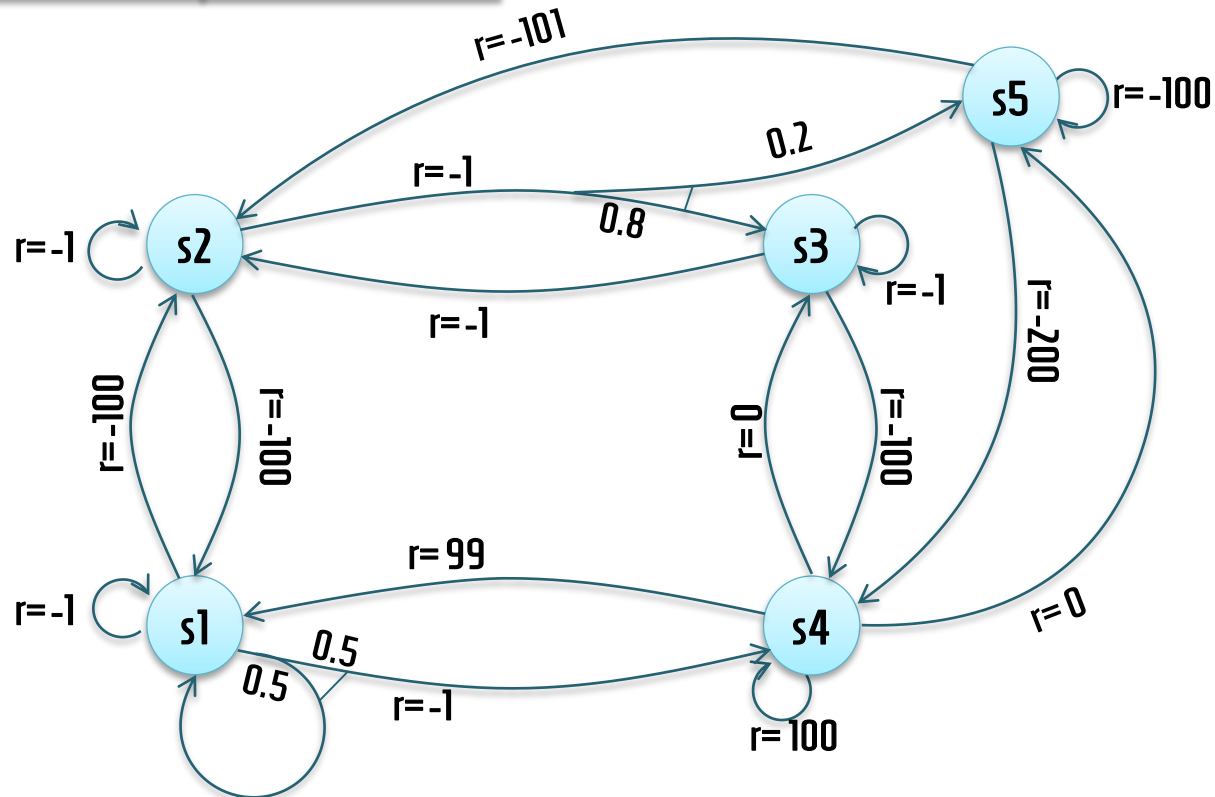 r= -101
s5
r= -100
0.2
r= -1
0.8
s2
r= -1
s3
r= -1
r= -1
r= -200
r= -100
r= -100
r= 0
r= -100
r= 99
r= 0
r= -1
s1
0.5
0.5
r= -1
s4
r= 100